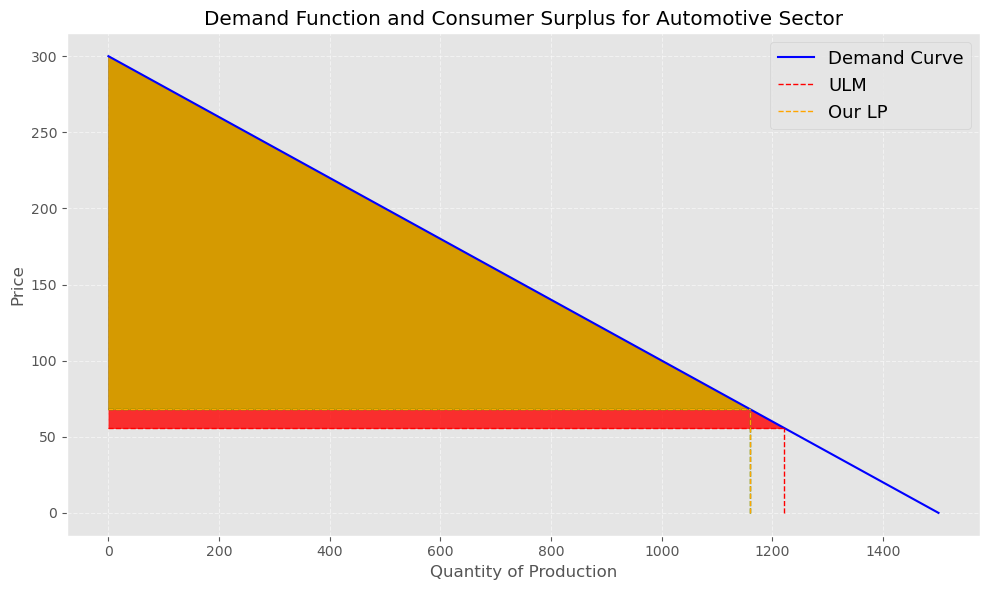 Demand Function and Consumer Surplus for Automotive Sector
Demand Curve
ULM
Our LP
Price
300
250
200
150
100
50
0
0 200 400 600 800 1000 1200 1400
Quantity of Production